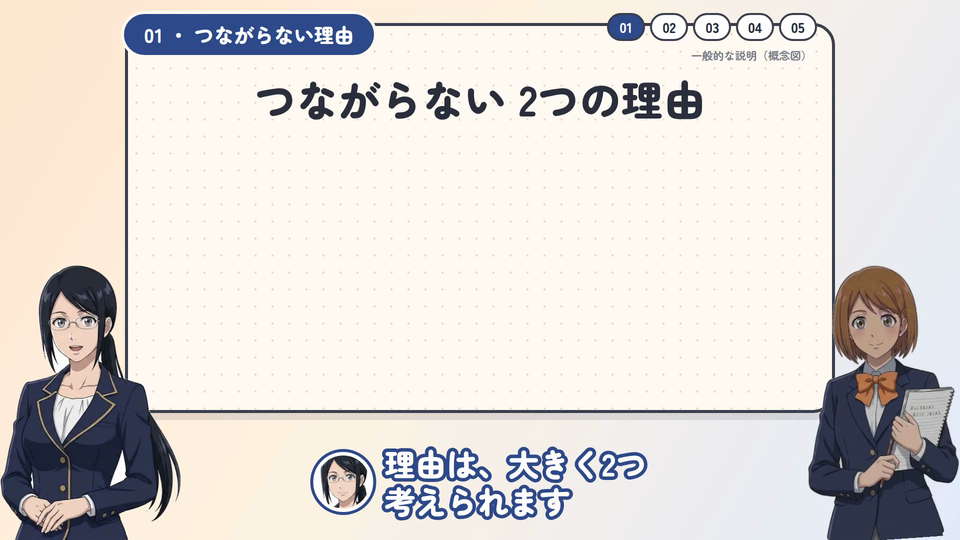 01 ・ つながらない理由
01 02 03 04 05
一般的な説明（概念図）
つながらない 2つの理由
理由は、大きく2つ
考えられます